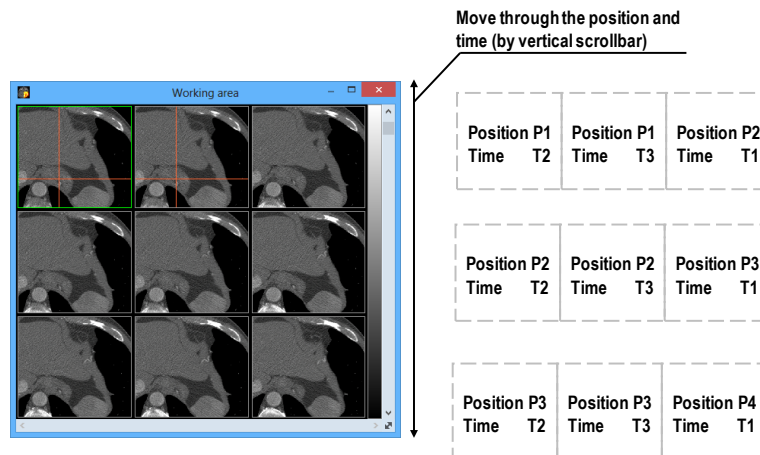 Move through the position and
time (by vertical scrollbar)
Working area
Position P1 Position P1 Position P2
Time T2 Time T3 Time T1
Position P2 Position P2 Position P3
Time T2 Time T3 Time T1
Position P3 Position P3 Position P4
Time T2 Time T3 Time T1